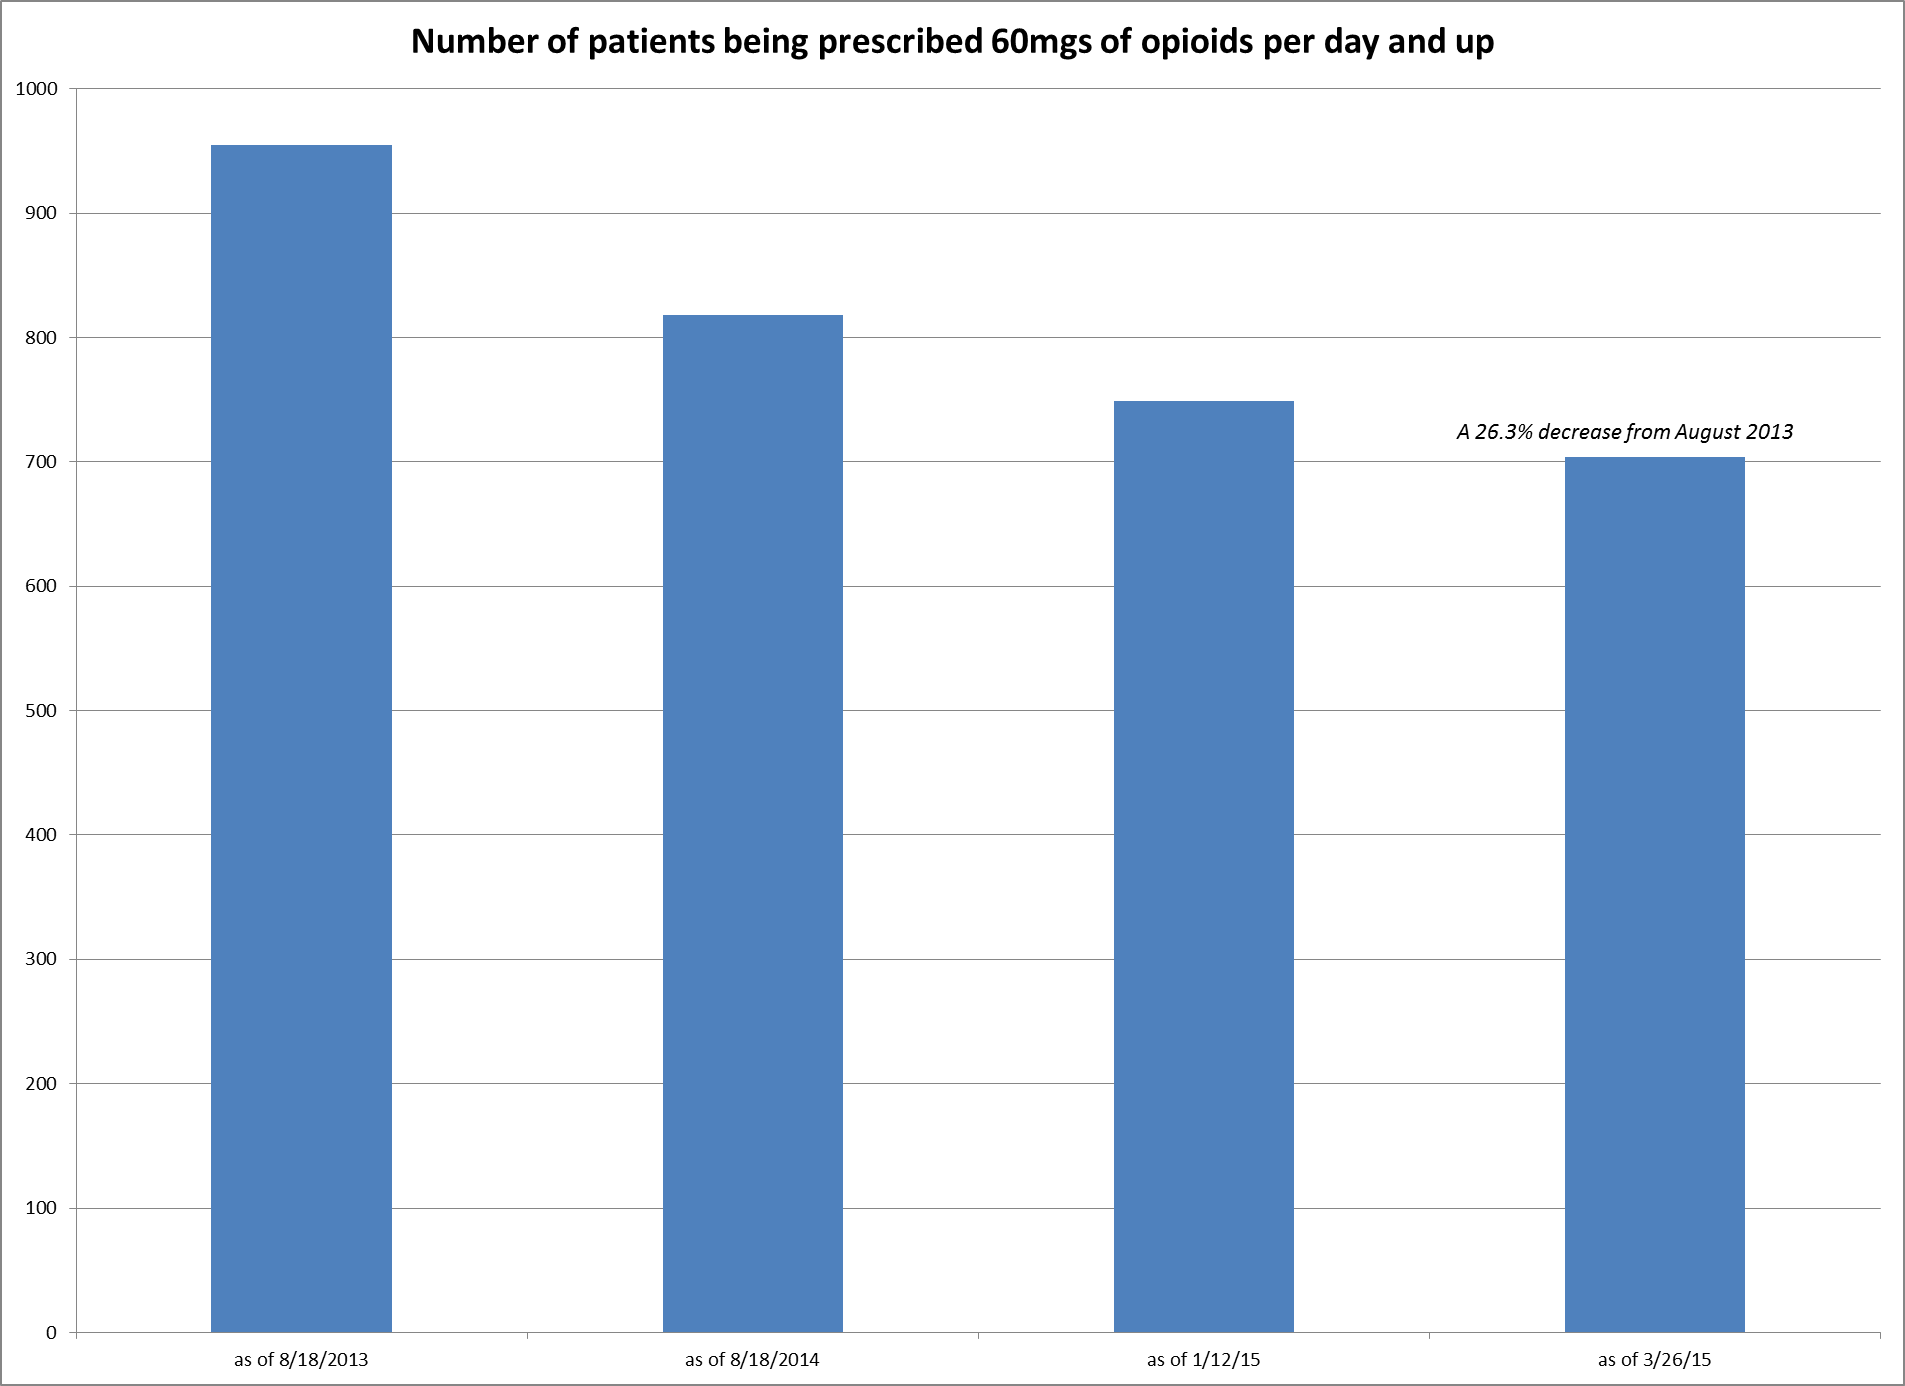 Number of patients being prescribed 60mgs of opioids per day and up
1000
900
800
A 26.3% decrease from August 2013
700
600
500
400
300
200
100
0
as of 8/18/2013
as of 8/18/2014
as of 1/12/15
as of 3/26/15